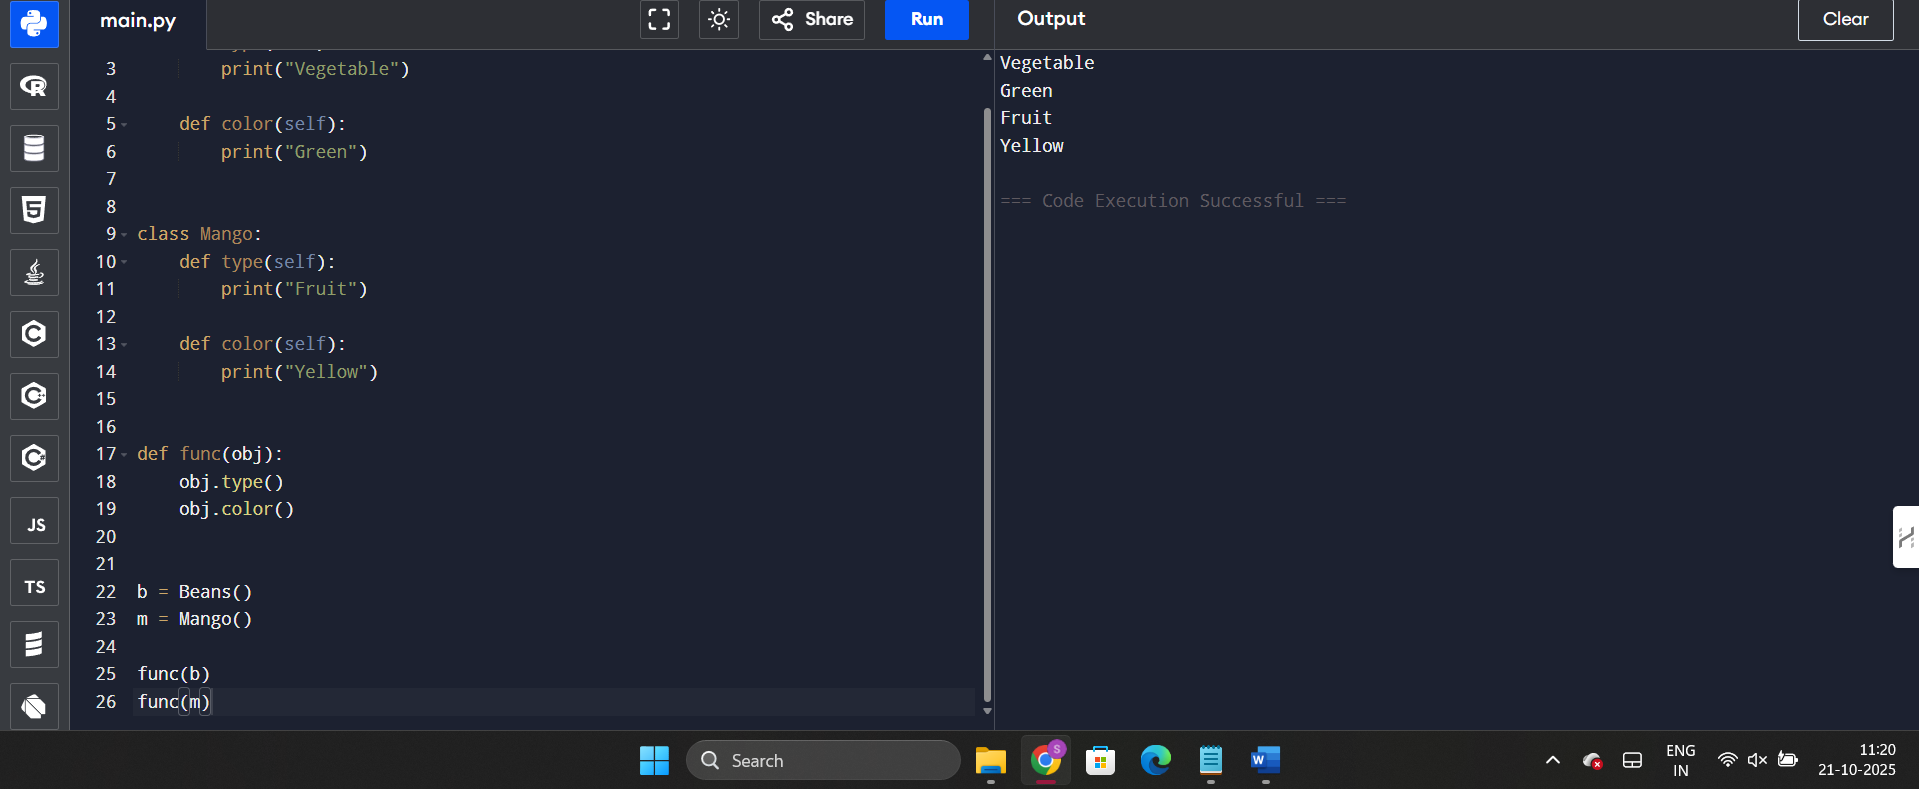 main.py
Share
Run
Output
Clear
3 print("Vegetable")
4
5 def color(self):
6 print("Green")
7
8
9 class Mango:
10 def type(self):
11 print("Fruit")
12
13 def color(self):
14 print("Yellow")
15
16
17 def func(obj):
18 obj.type()
19 obj.color()
20
21
22 b = Beans()
23 m = Mango()
24
25 func(b)
26 func(m)
Vegetable
Green
Fruit
Yellow
=== Code Execution Successful ===
JS
TS
Search
S
W
ENG
IN
11:20
21-10-2025